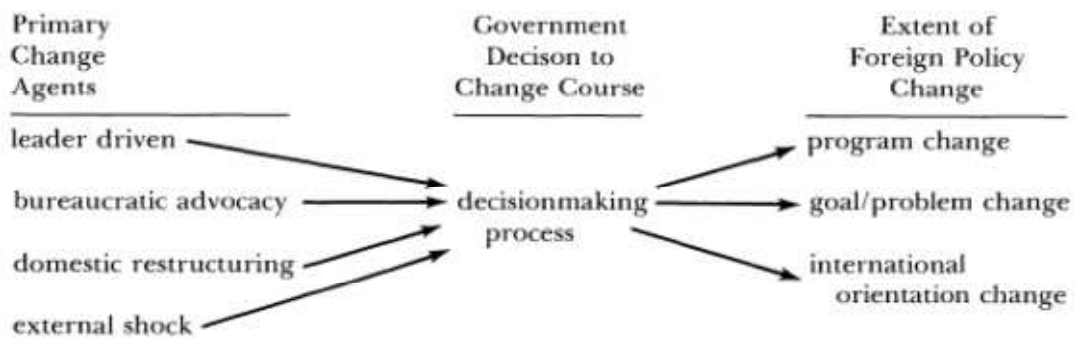 Primary
Change
Agents
Government
Decison to
Change Course
Extent of
Foreign Policy
Change
leader driven
bureaucratic advocacy
domestic restructuring
external shock
decisionmaking
process
program change
goal/problem change
international
orientation change